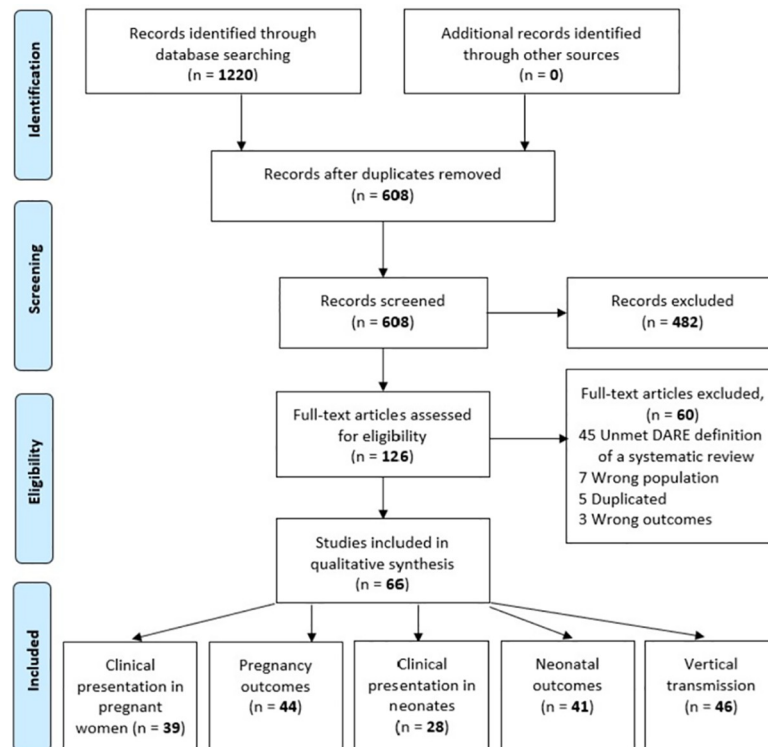 Identification
Records identified through
database searching
(n = 1220)
Additional records identified
through other sources
(n = 0)
Records after duplicates removed
(n = 608)
Screening
Records screened
(n = 608)
Records excluded
(n = 482)
Eligibility
Full-text articles assessed
for eligibility
(n = 126)
Full-text articles excluded,
(n = 60)
45 Unmet DARE definition
of a systematic review
7 Wrong population
5 Duplicated
3 Wrong outcomes
Studies included in
qualitative synthesis
(n = 66)
Included
Clinical
presentation in
pregnant
women (n = 39)
Pregnancy
outcomes
(n = 44)
Clinical
presentation in
neonates
(n = 28)
Neonatal
outcomes
(n = 41)
Vertical
transmission
(n = 46)